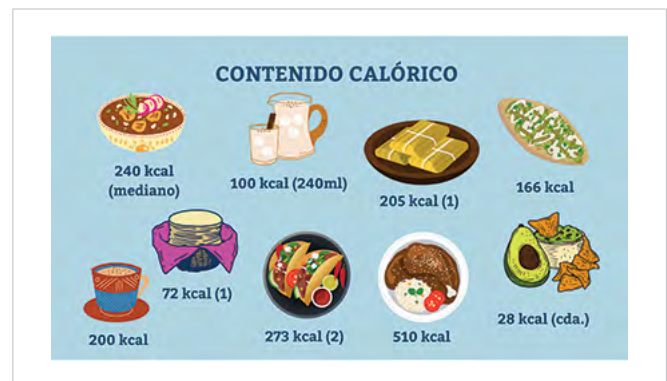 CONTENIDO CALÓRICO
240 kcal
(mediano)
100 kcal (240ml)
205 kcal (1)
166 kcal
200 kcal
72 kcal (1)
273 kcal (2)
510 kcal
28 kcal (cda.)